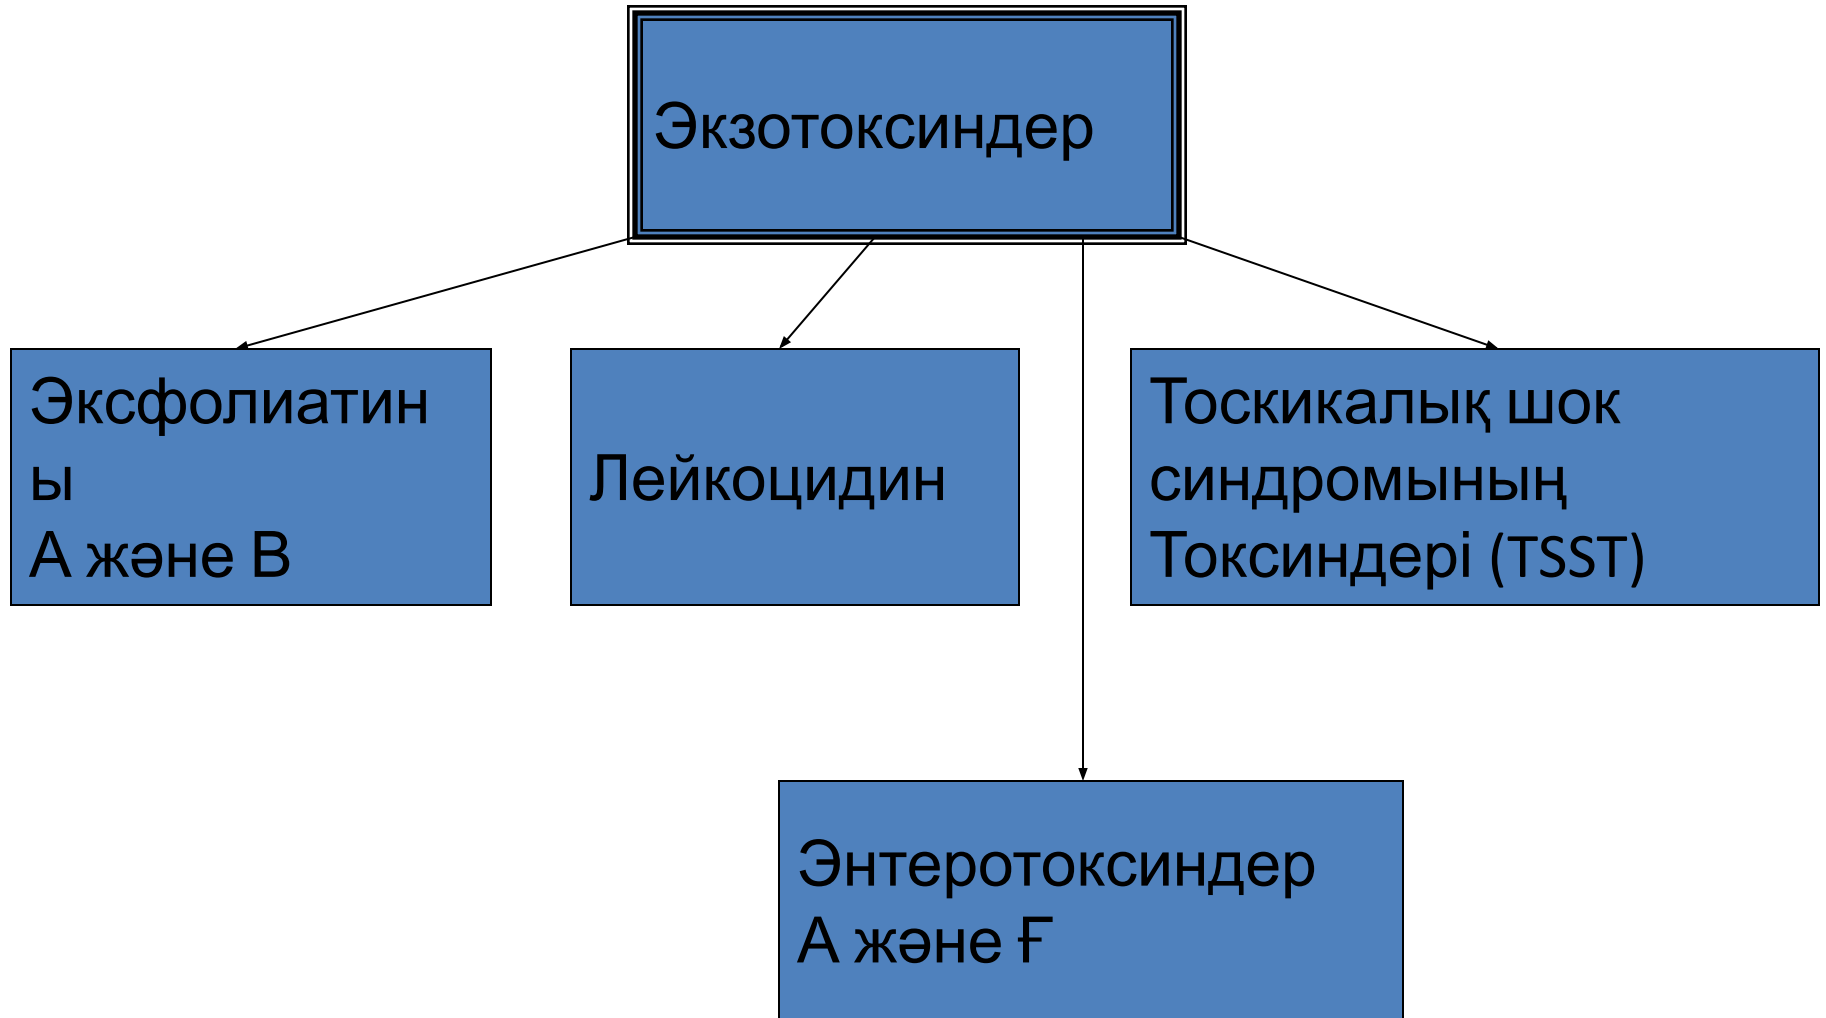 Экзотоксиндер
Эксфолиатин
ы
А және В
Лейкоцидин
Тоскикалық шок
синдромының
Токсиндері (TSST)
Энтеротоксиндер
А және Ғ